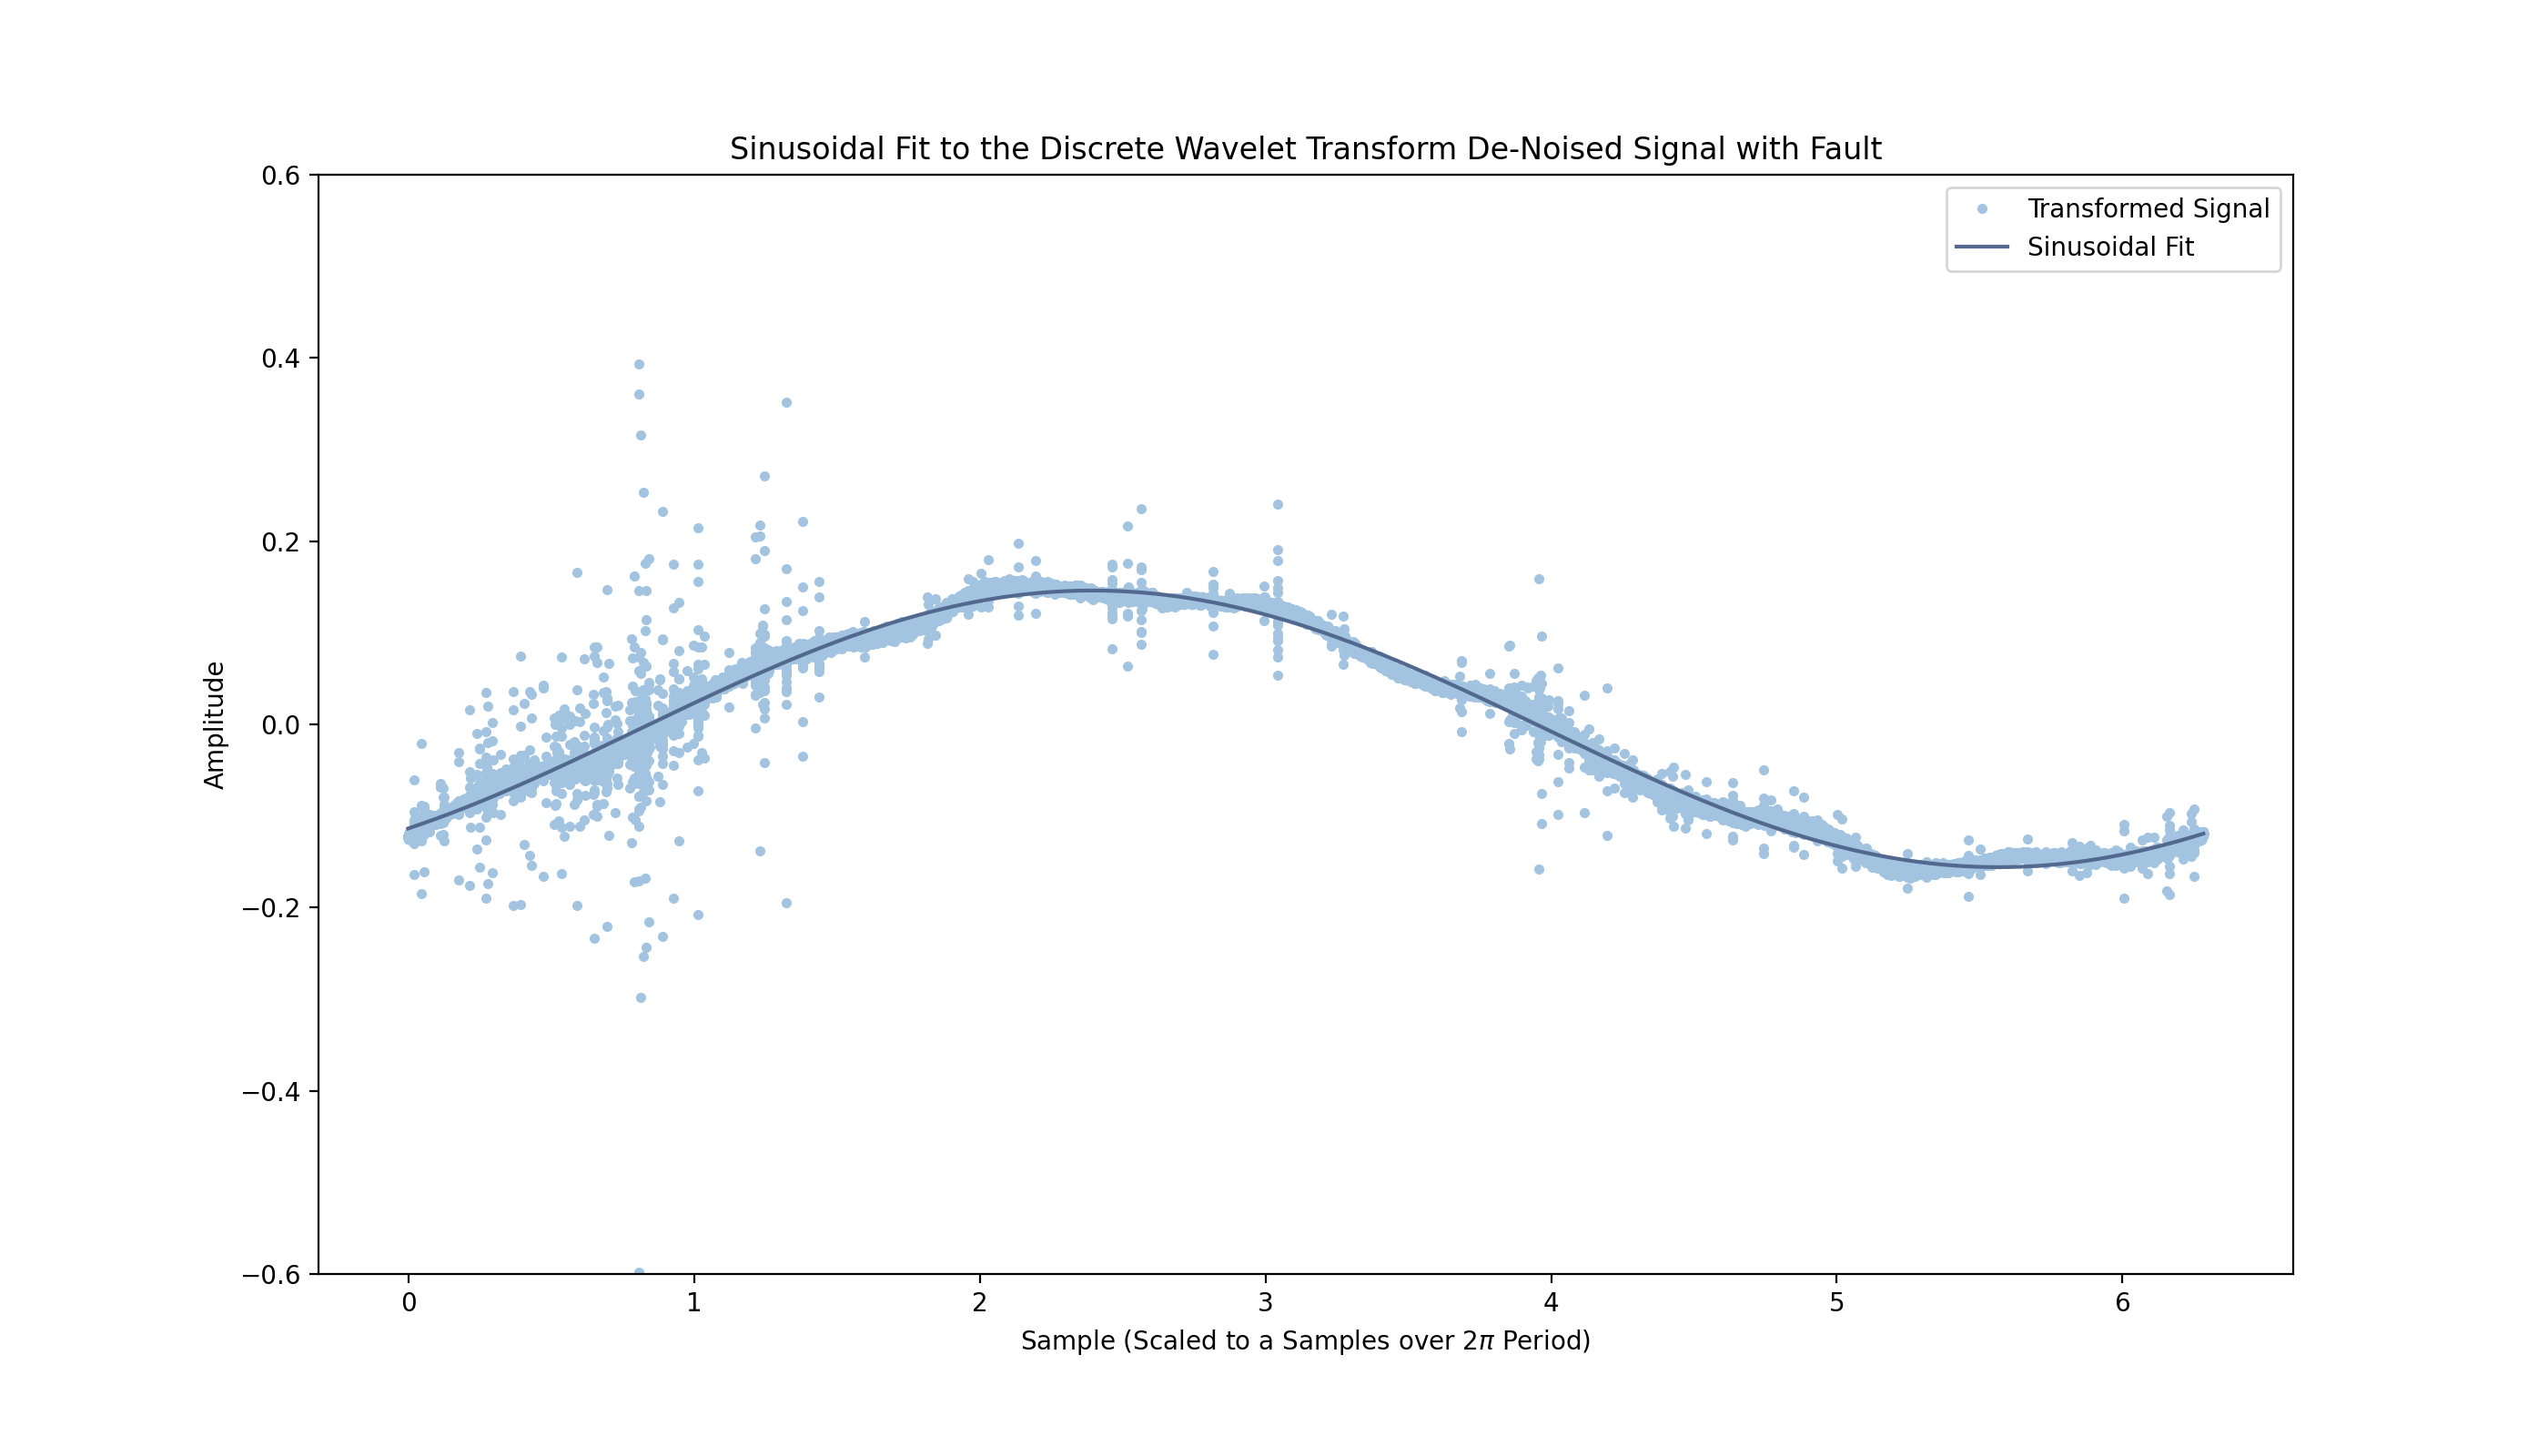 Sinusoidal Fit to the Discrete Wavelet Transform De-Noised Signal with Fault
Transformed Signal
Sinusoidal Fit
0.6
0.4
0.2
0.0
−0.2
−0.4
−0.6
Amplitude
0 1 2 3 4 5 6
Sample (Scaled to a Samples over 2π Period)